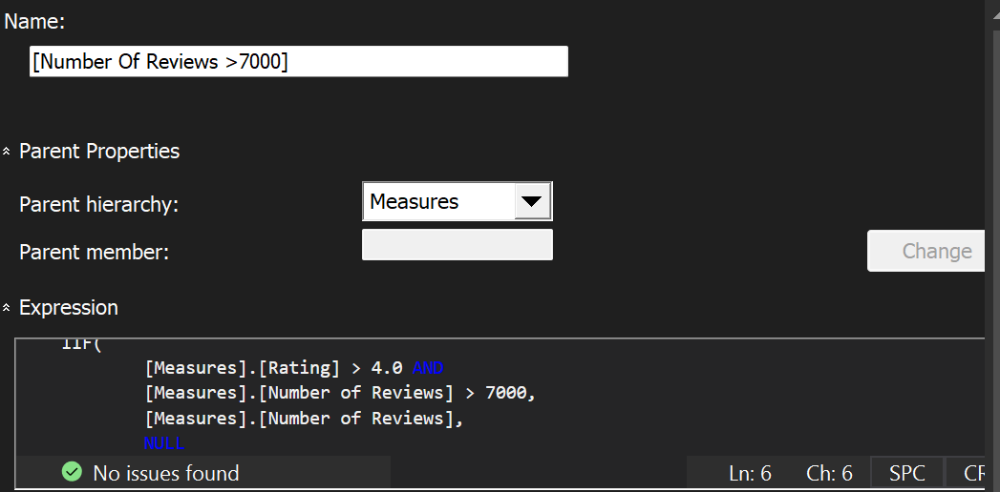 Name:
[Number Of Reviews >7000]
Parent Properties
Parent hierarchy:
Measures
Parent member:
Change
Expression
IIF(
[Measures].[Rating] > 4.0 AND
[Measures].[Number of Reviews] > 7000,
[Measures].[Number of Reviews],
NULL
No issues found
Ln: 6 Ch: 6 SPC CR